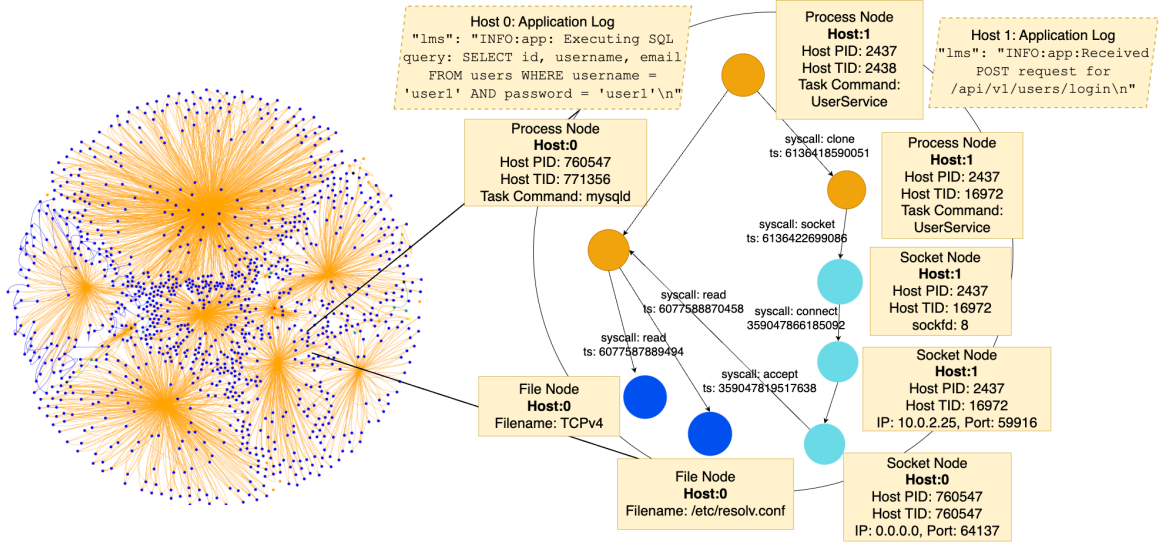 Host 0: Application Log
"lms": "INFO:app: Executing SQL
query: SELECT id, username, email
FROM users WHERE username =
'user1' AND password = 'user1'\n"
Process Node
Host:1
Host PID: 2437
Host TID: 2438
Task Command:
UserService
Host 1: Application Log
"lms": "INFO:app:Received
POST request for
/api/v1/users/login\n"
Process Node
Host:0
Host PID: 760547
Host TID: 771356
Task Command: mysqld
syscall: clone
ts: 6136418590051
Process Node
Host:1
Host PID: 2437
Host TID: 16972
Task Command:
UserService
syscall: socket
ts: 6136422699086
Socket Node
Host:1
Host PID: 2437
Host TID: 16972
sockfd: 8
syscall: read
ts: 6077588870458
syscall: connect
359047866185092
syscall: read
ts: 6077587889494
syscall: accept
ts: 359047819517638
Socket Node
Host:1
Host PID: 2437
Host TID: 16972
IP: 10.0.2.25, Port: 59916
File Node
Host:0
Filename: TCPv4
File Node
Host:0
Filename: /etc/resolv.conf
Socket Node
Host:0
Host PID: 760547
Host TID: 760547
IP: 0.0.0.0, Port: 64137